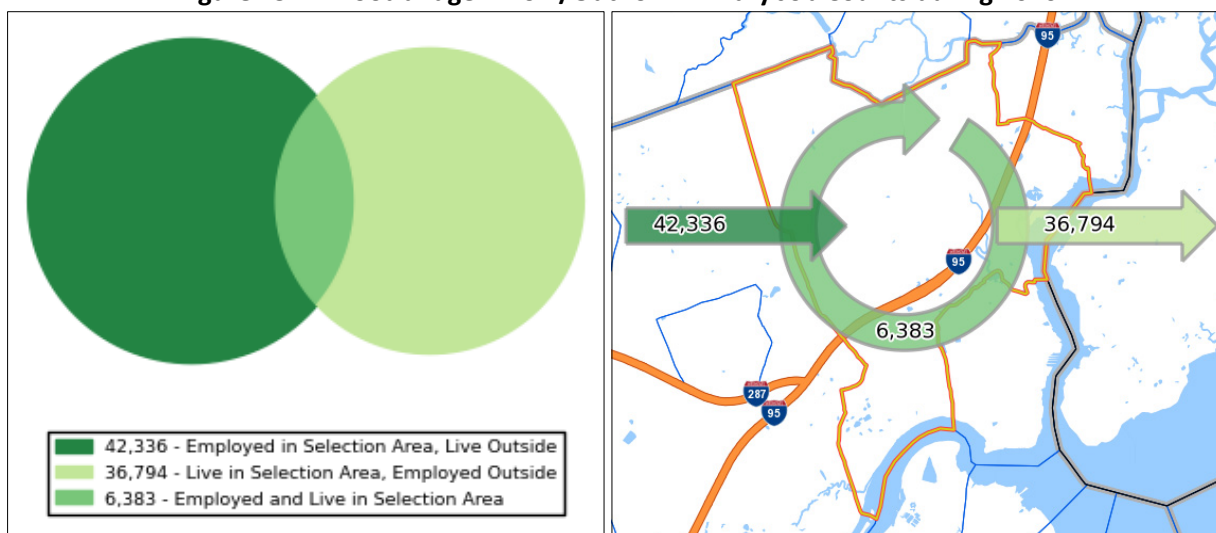 42,336 - Employed in Selection Area, Live Outside
36,794 - Live in Selection Area, Employed Outside
6,383 - Employed and Live in Selection Area
95
42,336
36,794
95
6,383
287
95